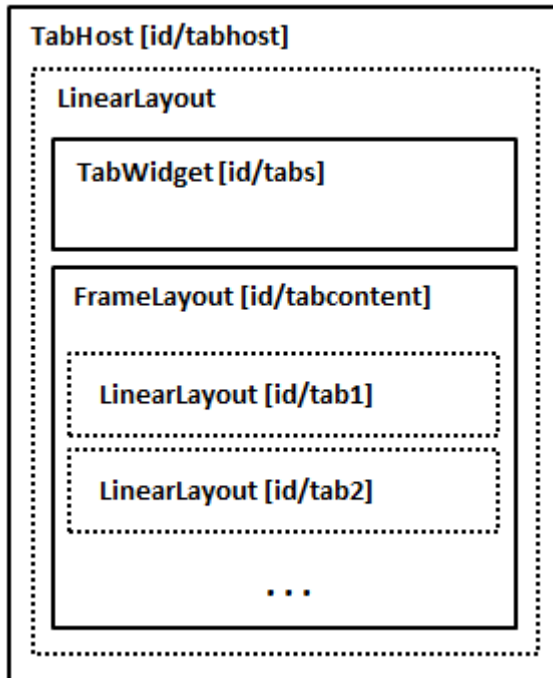 TabHost [id/tabhost]
LinearLayout
TabWidget [id/tabs]
FrameLayout [id/tabcontent]
LinearLayout [id/tab1]
LinearLayout [id/tab2]
...